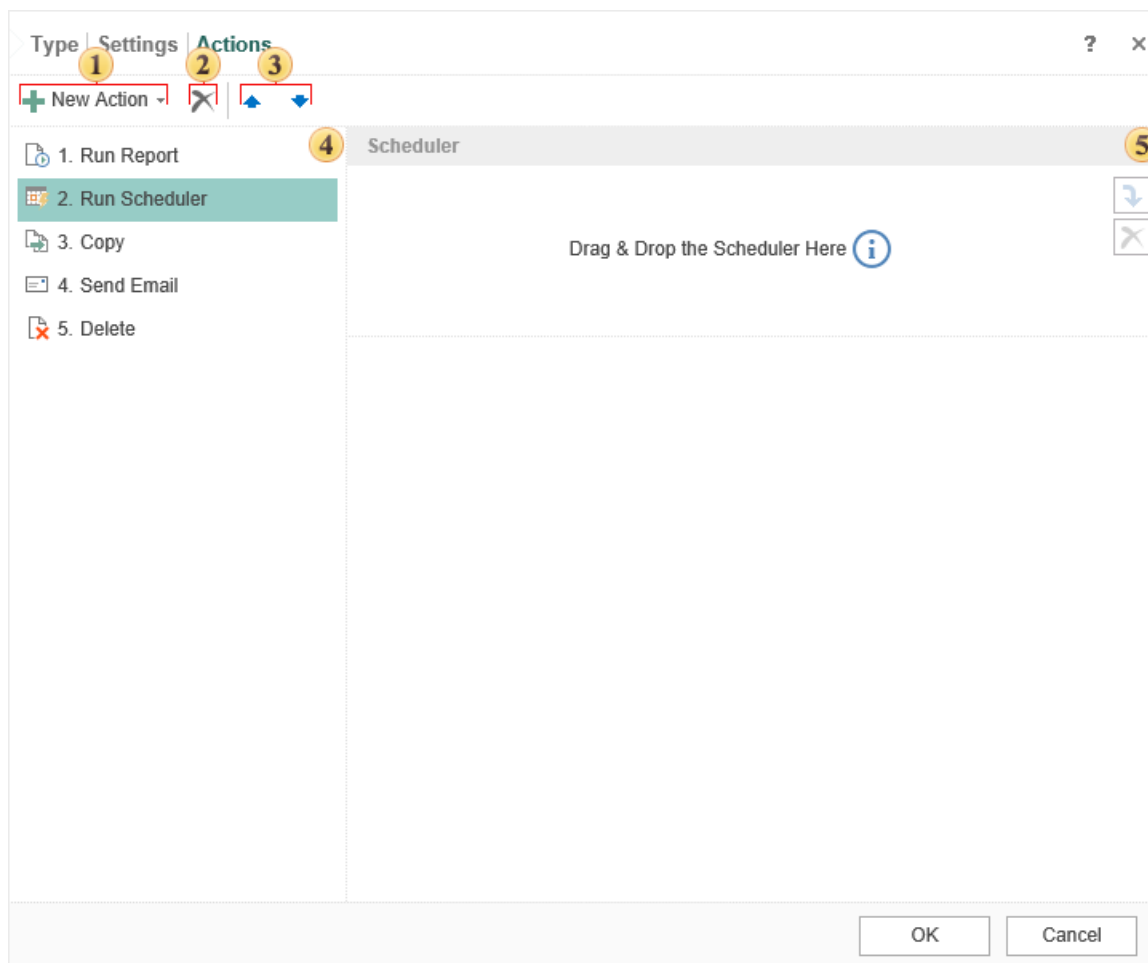 Type Settings Actions ?
1 2 3
New Action
4 Scheduler 5
1. Run Report
2. Run Scheduler
3. Copy
4. Send Email
5. Delete
Drag & Drop the Scheduler Here i
OK Cancel